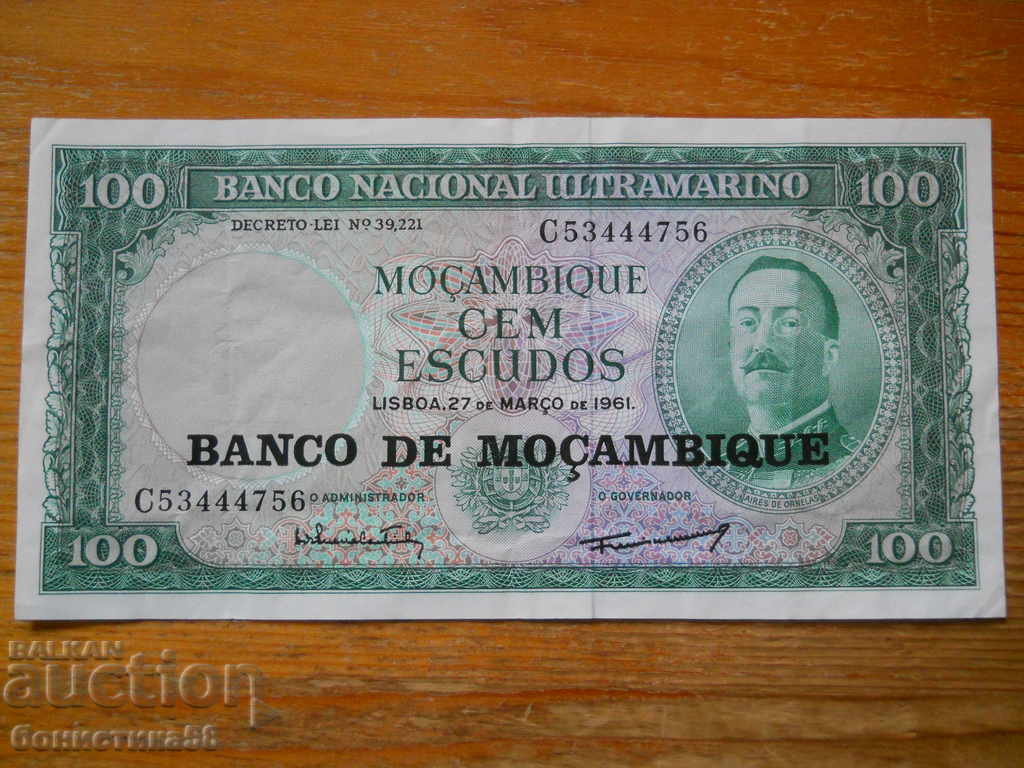 100 BANCO NACIONAL ULTRAMARINO 100
DECRETO-LEI Nº 39,221
C53444756
MOÇAMBIQUE
CEM
ESCUDOS
LISBOA, 27 DE MARÇO DE 1961.
BANCO DE MOÇAMBIQUE
C53444756
O ADMINISTRADOR
O GOVERNADOR
AIRES DE ORNELAS
100 100
BALKAN
auction
бонистика58